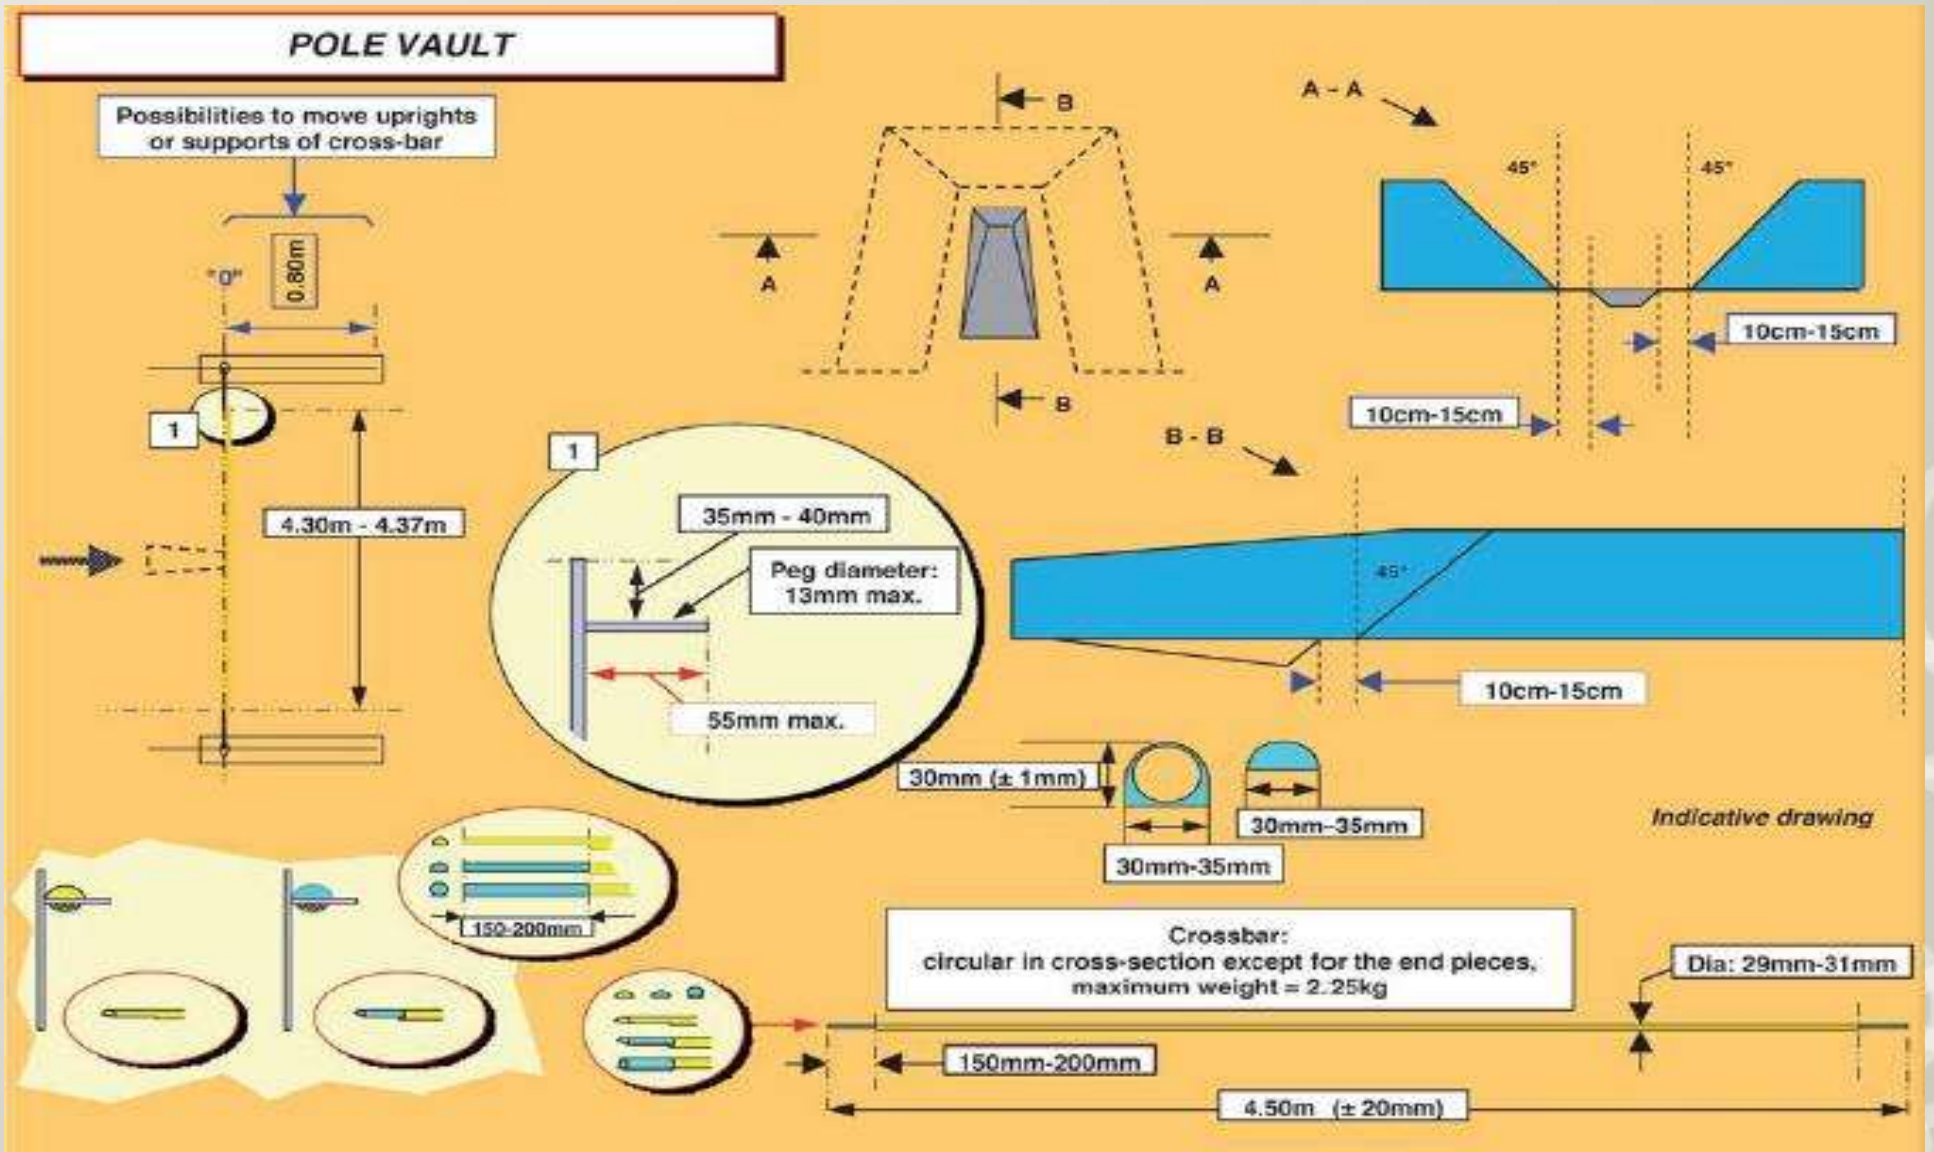 POLE VAULT
Possibilities to move uprights
or supports of cross-bar
"0"
0.80m
1
4.30m - 4.37m
B
A
A
B
1
35mm - 40mm
Peg diameter:
13mm max.
55mm max.
A - A
45°
45°
10cm-15cm
10cm-15cm
B - B
45°
10cm-15cm
30mm (± 1mm)
30mm-35mm
30mm-35mm
Indicative drawing
150-200mm
Crossbar:
circular in cross-section except for the end pieces,
maximum weight = 2.25kg
Dia: 29mm-31mm
150mm-200mm
4.50m (± 20mm)